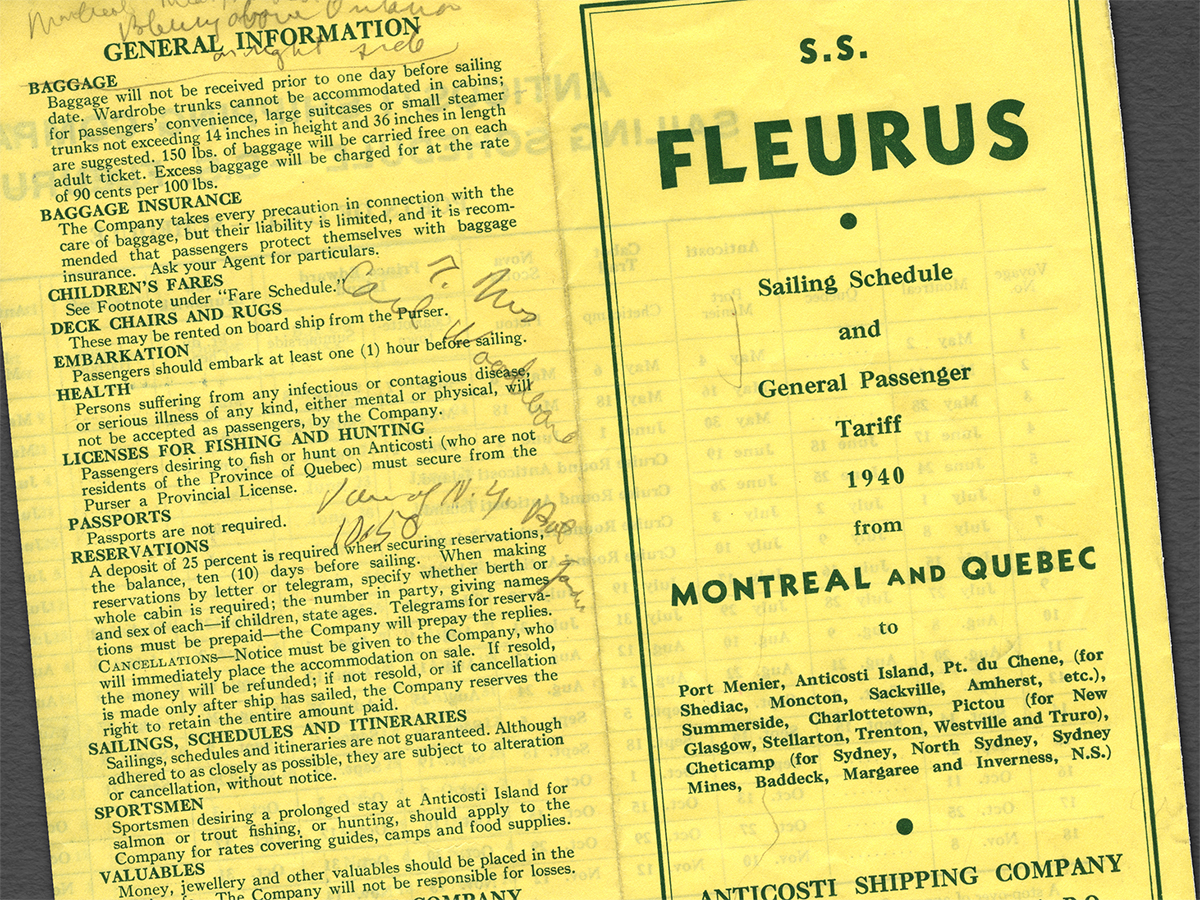 GENERAL INFORMATION
BAGGAGE
Baggage will not be received prior to one day before sailing
date. Wardrobe trunks cannot be accommodated in cabins;
for passengers' convenience, large suitcases or small steamer
trunks not exceeding 14 inches in height and 36 inches in length
are suggested. 150 lbs. of baggage will be carried free on each
adult ticket. Excess baggage will be charged for at the rate
of 90 cents per 100 lbs.
BAGGAGE INSURANCE
The Company takes every precaution in connection with the
care of baggage, but their liability is limited, and it is recom-
mended that passengers protect themselves with baggage
insurance. Ask your Agent for particulars.
CHILDREN'S FARES
See Footnote under "Fare Schedule."
DECK CHAIRS AND RUGS
These may be rented on board ship from the Purser.
EMBARKATION
Passengers should embark at least one (1) hour before sailing.
HEALTH
Persons suffering from any infectious or contagious disease,
or serious illness of any kind, either mental or physical, will
not be accepted as passengers, by the Company.
LICENSES FOR FISHING AND HUNTING
Passengers desiring to fish or hunt on Anticosti (who are not
residents of the Province of Quebec) must secure from the
Purser a Provincial License.
PASSPORTS
Passports are not required.
RESERVATIONS
A deposit of 25 percent is required when securing reservations,
the balance, ten (10) days before sailing. When making
reservations by letter or telegram, specify whether berth or
whole cabin is required; the number in party, giving names
and sex of each—if children, state ages. Telegrams for reserva-
tions must be prepaid—the Company will prepay the replies.
CANCELLATIONS—Notice must be given to the Company, who
will immediately place the accommodation on sale. If resold,
the money will be refunded; if not resold, or if cancellation
is made only after ship has sailed, the Company reserves the
right to retain the entire amount paid.
SAILINGS, SCHEDULES AND ITINERARIES
Sailings, schedules and itineraries are not guaranteed. Although
adhered to as closely as possible, they are subject to alteration
or cancellation, without notice.
SPORTSMEN
Sportsmen desiring a prolonged stay at Anticosti Island for
salmon or trout fishing, or hunting, should apply to the
Company for rates covering guides, camps and food supplies.
VALUABLES
Money, jewellery and other valuables should be placed in the
The Company will not be responsible for losses.
COMPANY
10:50
S.S.
FLEURUS
Sailing Schedule
and
General Passenger
Tariff
1940
from
MONTREAL AND QUEBEC
to
Port Menier, Anticosti Island, Pt. du Chene, (for
Shediac, Moncton, Sackville, Amherst, etc.),
Summerside, Charlottetown, Pictou (for New
Glasgow, Stellarton, Trenton, Westville and Truro),
Cheticamp (for Sydney, North Sydney, Sydney
Mines, Baddeck, Margaree and Inverness, N.S.)
ANTICOSTI SHIPPING COMPANY